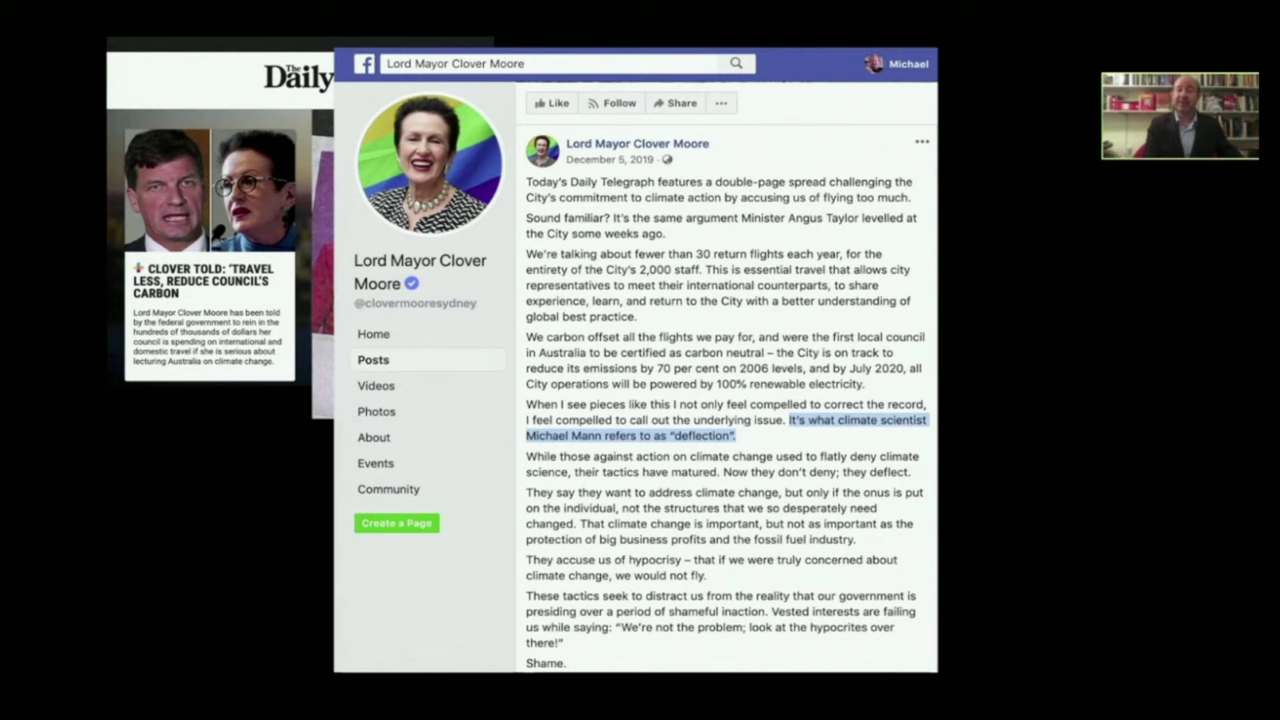 The
Daily
CLOVER TOLD: ‘TRAVEL
LESS, REDUCE COUNCIL’S
CARBON
Lord Mayor Clover Moore has been told
by the federal government to rein in the
hundreds of thousands of dollars her
council is spending on international and
domestic travel if she is serious about
lecturing Australia on climate change.
f
Lord Mayor Clover Moore
Michael
Lord Mayor Clover
Moore
@clovermooresydney
Home
Posts
Videos
Photos
About
Events
Community
Create a Page
Like
Follow
Share
Lord Mayor Clover Moore
December 5, 2019 ·
Today’s Daily Telegraph features a double-page spread challenging the
City’s commitment to climate action by accusing us of flying too much.
Sound familiar? It’s the same argument Minister Angus Taylor levelled at
the City some weeks ago.
We’re talking about fewer than 30 return flights each year, for the
entirety of the City’s 2,000 staff. This is essential travel that allows city
representatives to meet their international counterparts, to share
experience, learn, and return to the City with a better understanding of
global best practice.
We carbon offset all the flights we pay for, and were the first local council
in Australia to be certified as carbon neutral – the City is on track to
reduce its emissions by 70 per cent on 2006 levels, and by July 2020, all
City operations will be powered by 100% renewable electricity.
When I see pieces like this I not only feel compelled to correct the record,
I feel compelled to call out the underlying issue. It’s what climate scientist
Michael Mann refers to as “deflection”.
While those against action on climate change used to flatly deny climate
science, their tactics have matured. Now they don’t deny; they deflect.
They say they want to address climate change, but only if the onus is put
on the individual, not the structures that we so desperately need
changed. That climate change is important, but not as important as the
protection of big business profits and the fossil fuel industry.
They accuse us of hypocrisy – that if we were truly concerned about
climate change, we would not fly.
These tactics seek to distract us from the reality that our government is
presiding over a period of shameful inaction. Vested interests are failing
us while saying: “We’re not the problem; look at the hypocrites over
there!”
Shame.